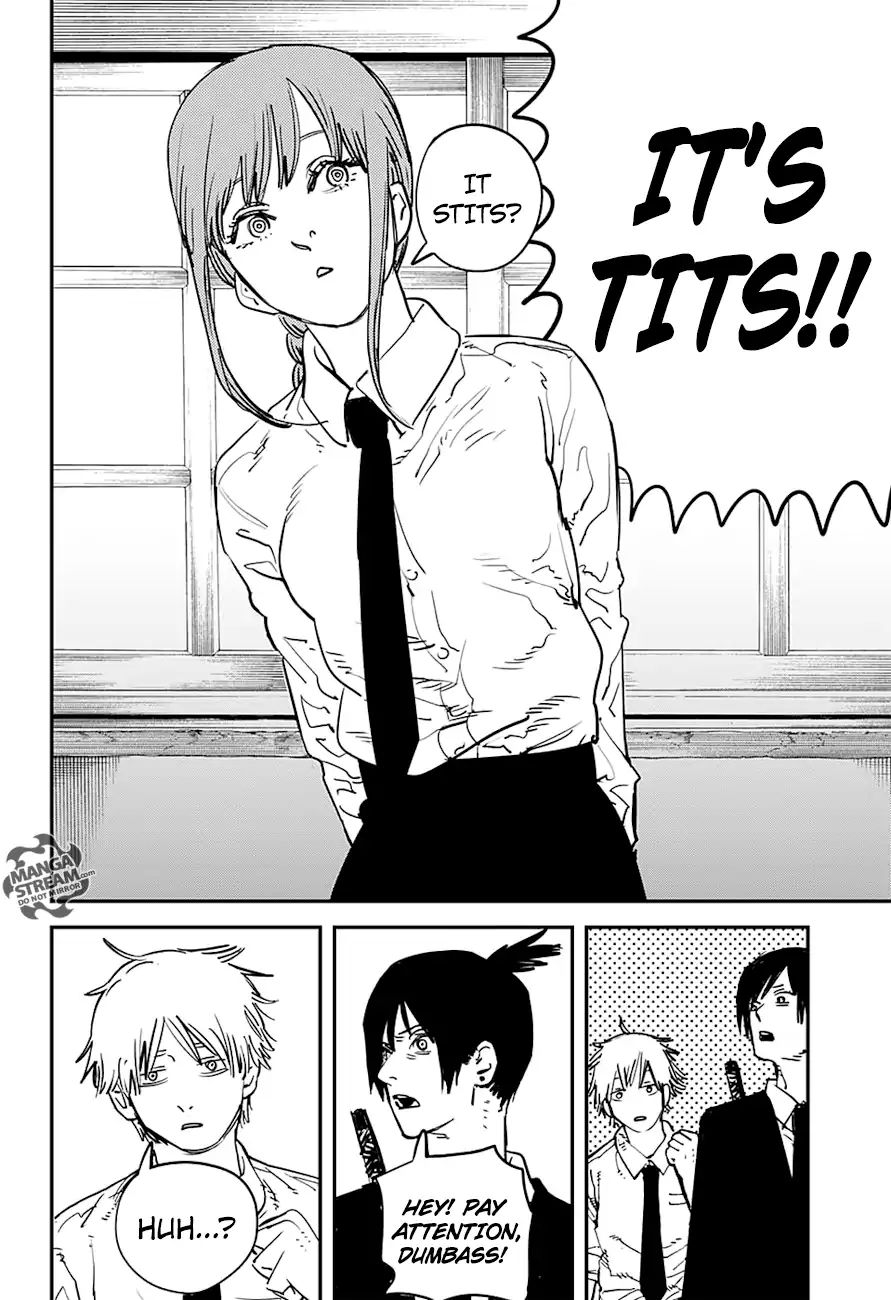 IT'S
TITS!!
IT
STITS?
MANGA
STREAM.com
DO NOT MIRROR
HEY! PAY
ATTENTION,
DUMBASS!
HUH...?